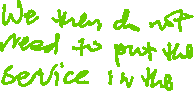 We then do not
need to put the
service in the